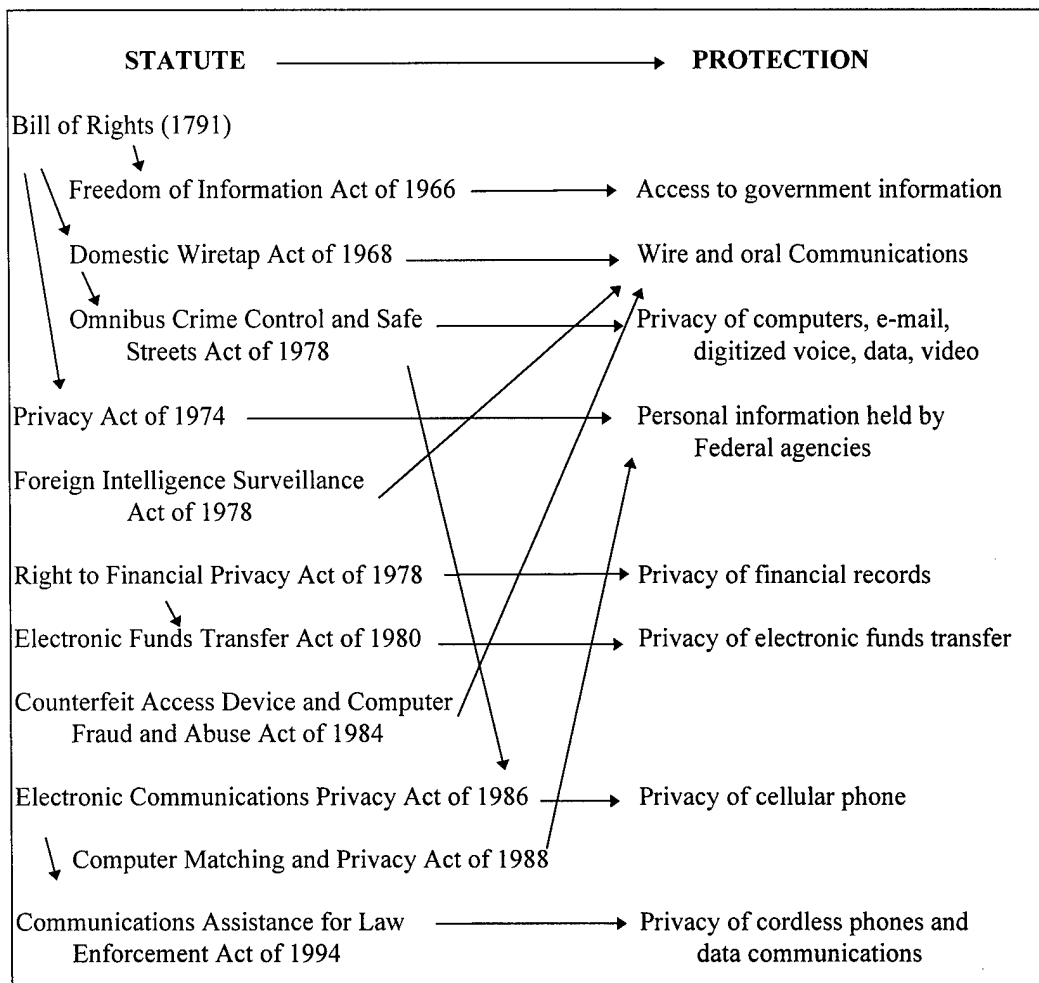 STATUTE PROTECTION
Bill of Rights (1791)
Freedom of Information Act of 1966 Access to government information
Domestic Wiretap Act of 1968 Wire and oral Communications
Omnibus Crime Control and Safe Privacy of computers, e-mail,
Streets Act of 1978 digitized voice, data, video
Privacy Act of 1974 Personal information held by
Federal agencies
Foreign Intelligence Surveillance
Act of 1978
Right to Financial Privacy Act of 1978 Privacy of financial records
Electronic Funds Transfer Act of 1980 Privacy of electronic funds transfer
Counterfeit Access Device and Computer
Fraud and Abuse Act of 1984
Electronic Communications Privacy Act of 1986 Privacy of cellular phone
Computer Matching and Privacy Act of 1988
Communications Assistance for Law Privacy of cordless phones and
Enforcement Act of 1994 data communications